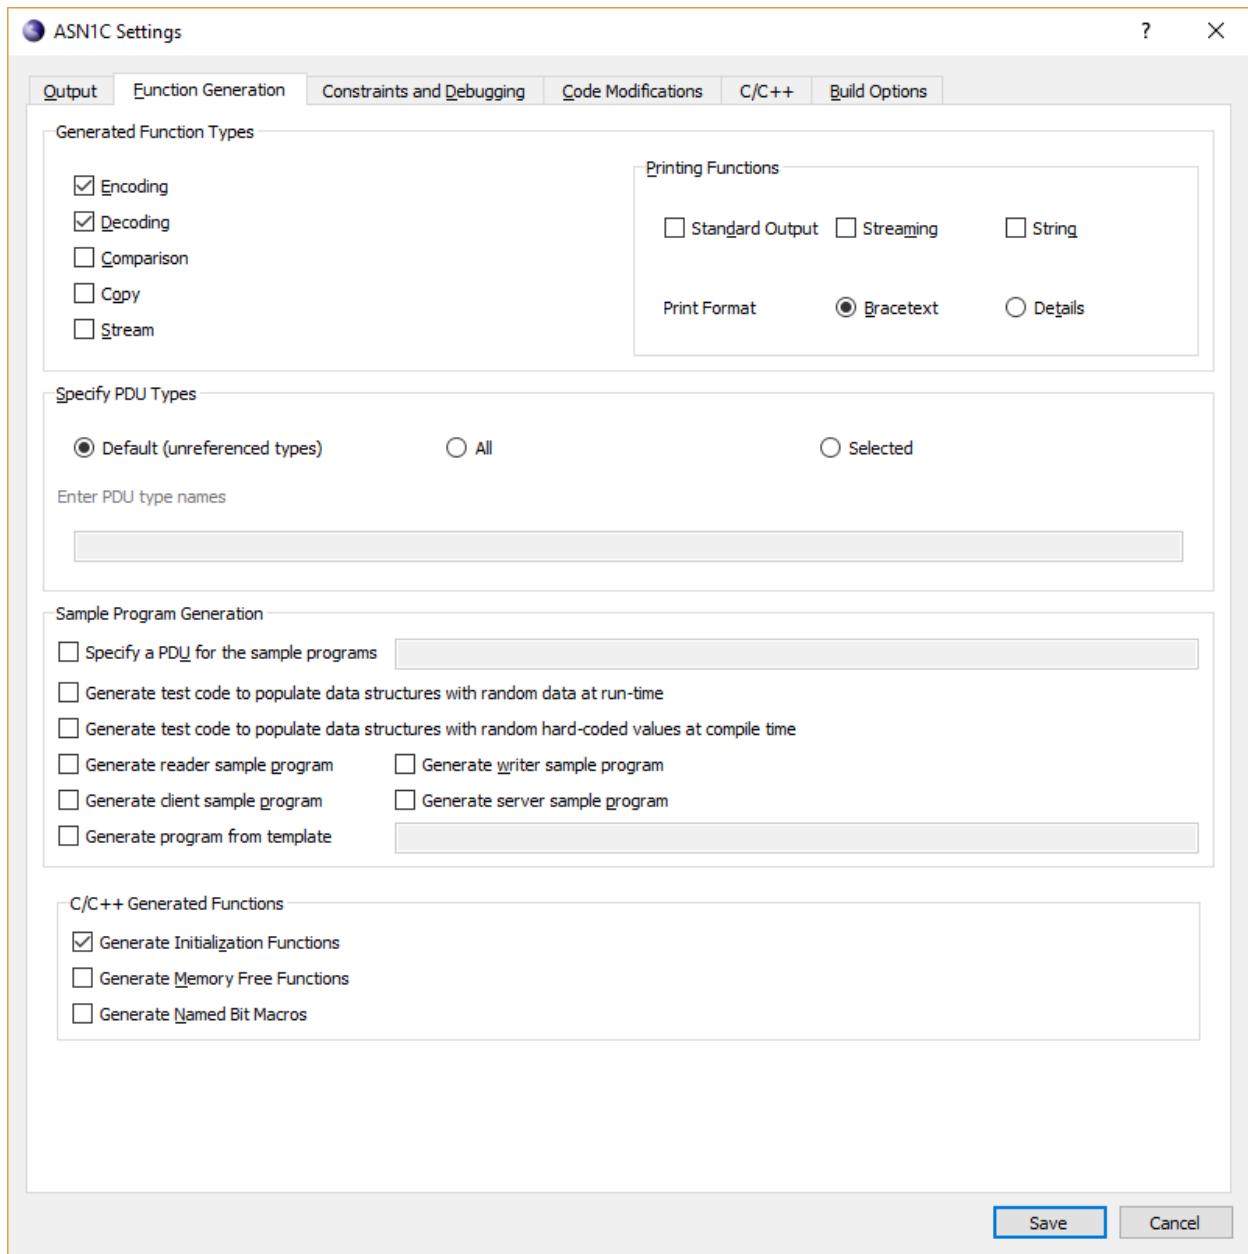 ASN1C Settings
?
Output Function Generation Constraints and Debugging Code Modifications C/C++ Build Options
Generated Function Types
Encoding
Decoding
Comparison
Copy
Stream
Printing Functions
Standard Output Streaming String
Print Format Bracetext Details
Specify PDU Types
Default (unreferenced types) All Selected
Enter PDU type names
Sample Program Generation
Specify a PDU for the sample programs
Generate test code to populate data structures with random data at run-time
Generate test code to populate data structures with random hard-coded values at compile time
Generate reader sample program Generate writer sample program
Generate client sample program Generate server sample program
Generate program from template
C/C++ Generated Functions
Generate Initialization Functions
Generate Memory Free Functions
Generate Named Bit Macros
Save Cancel